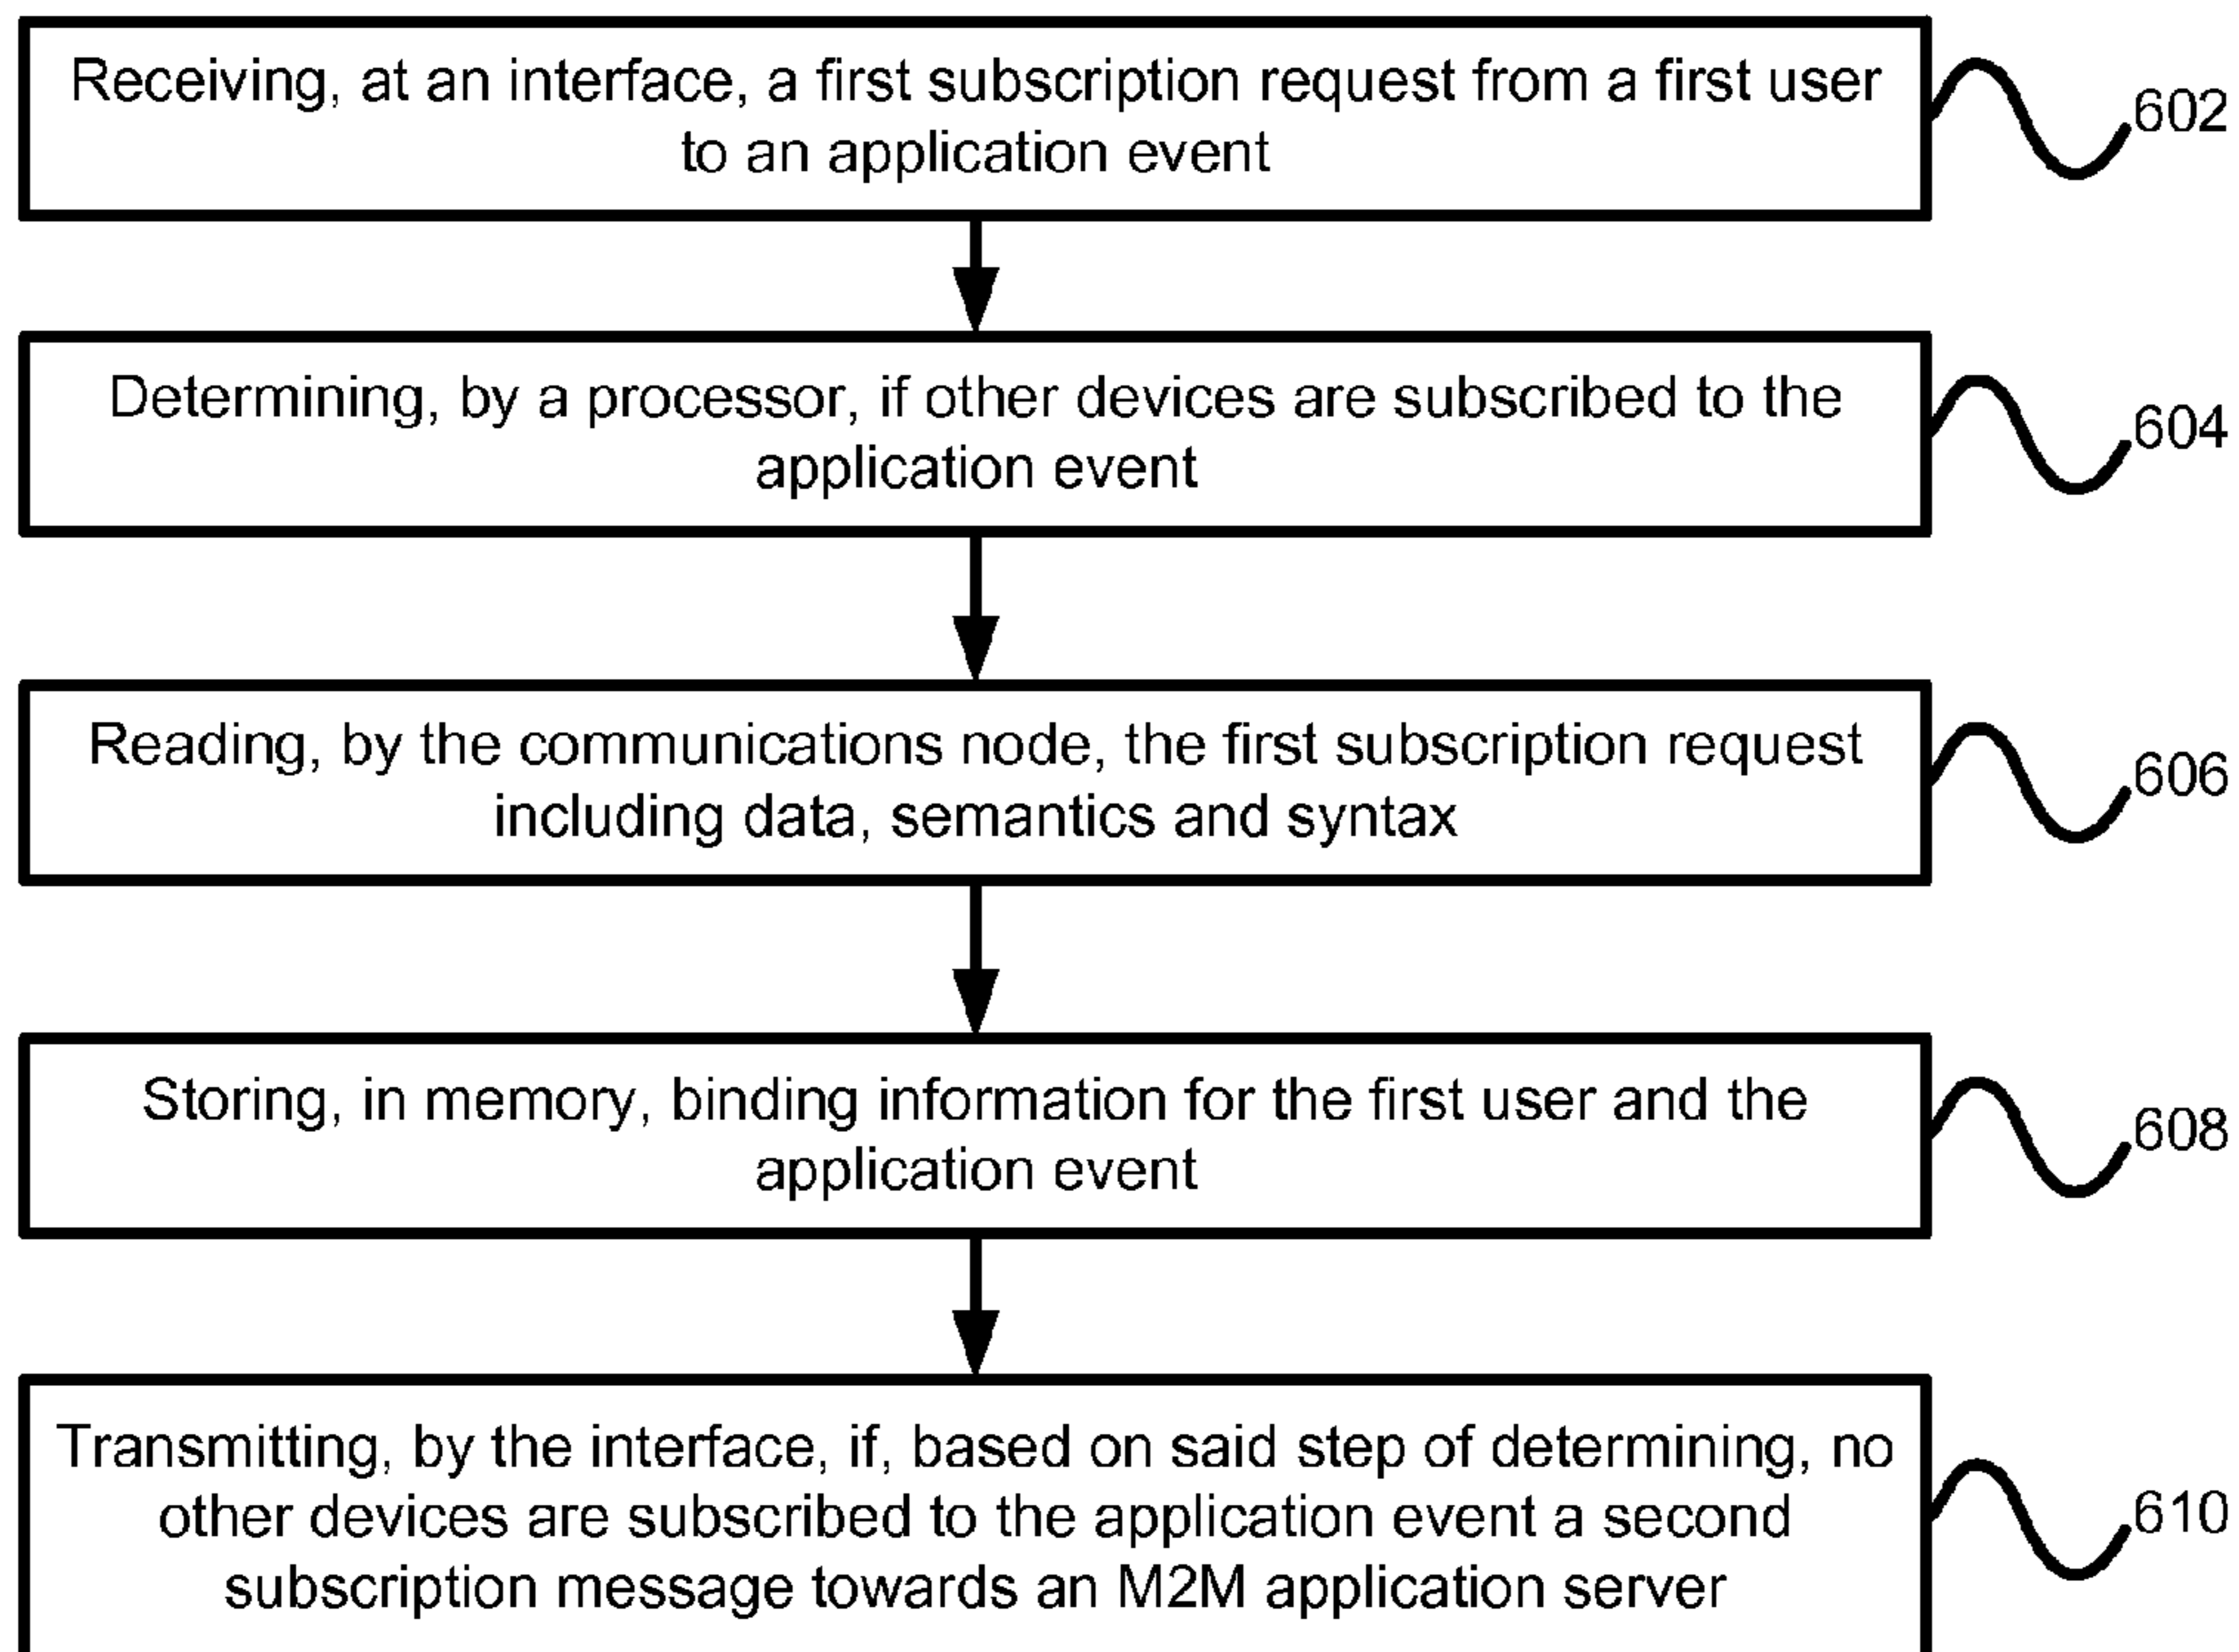 Receiving, at an interface, a first subscription request from a first user
to an application event
602
Determining, by a processor, if other devices are subscribed to the
application event
604
Reading, by the communications node, the first subscription request
including data, semantics and syntax
606
Storing, in memory, binding information for the first user and the
application event
608
Transmitting, by the interface, if, based on said step of determining, no
other devices are subscribed to the application event a second
subscription message towards an M2M application server
610